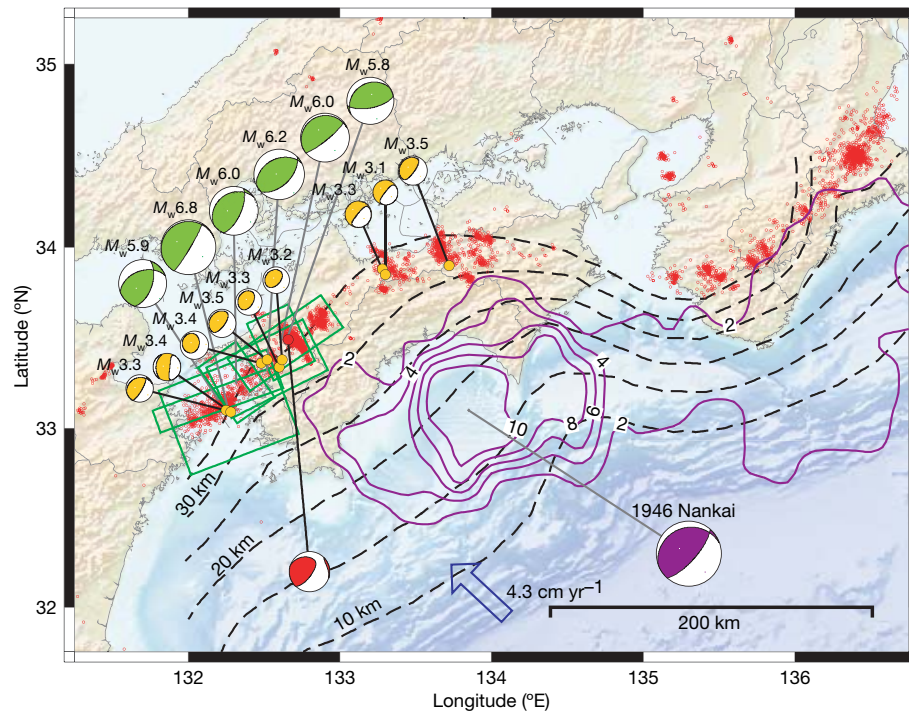 35
34
33
32
Latitude (ºN)
132
133
134
135
136
Longitude (ºE)
Mw5.8
Mw6.0
Mw6.2
Mw6.0
Mw6.8
Mw5.9
Mw3.5
Mw3.1
Mw3.3
Mw3.2
Mw3.3
Mw3.5
Mw3.4
Mw3.4
Mw3.3
2
4
4
6
8
10
2
2
30 km
20 km
10 km
1946 Nankai
4.3 cm yr−1
200 km